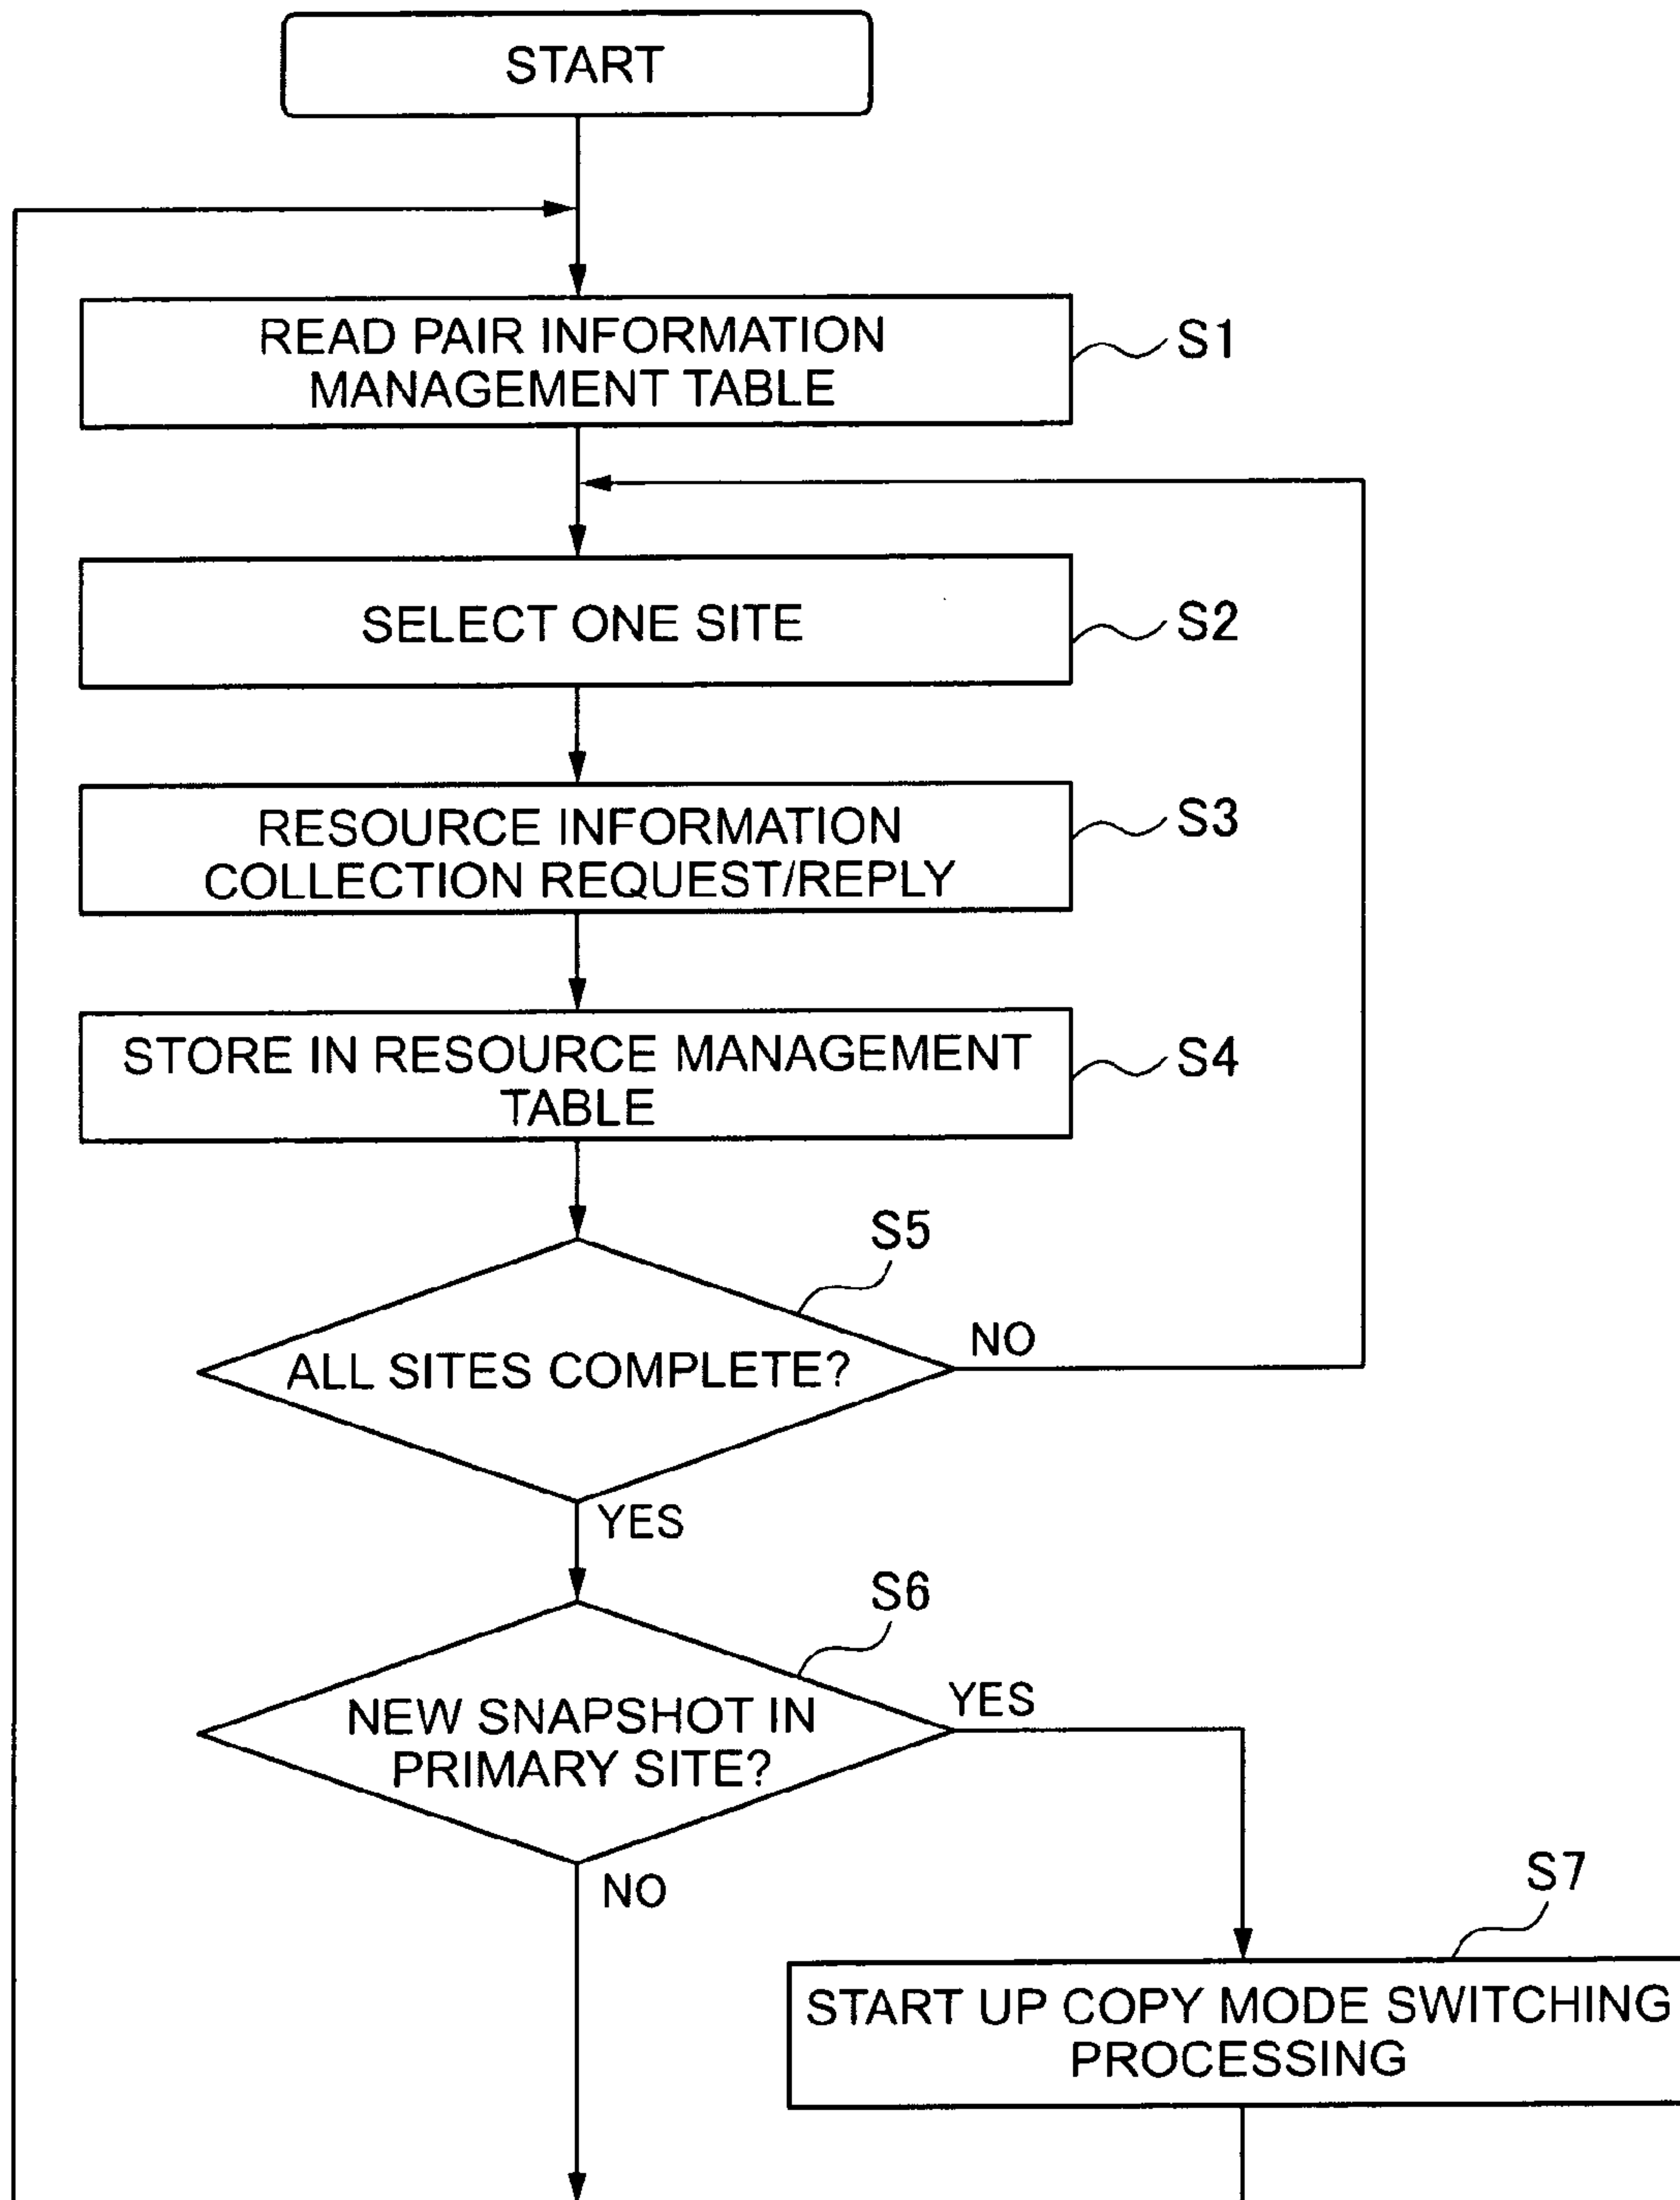 START
READ PAIR INFORMATION
MANAGEMENT TABLE
S1
SELECT ONE SITE
S2
RESOURCE INFORMATION
COLLECTION REQUEST/REPLY
S3
STORE IN RESOURCE MANAGEMENT
TABLE
S4
S5
ALL SITES COMPLETE?
NO
YES
S6
NEW SNAPSHOT IN
PRIMARY SITE?
YES
NO
S7
START UP COPY MODE SWITCHING
PROCESSING